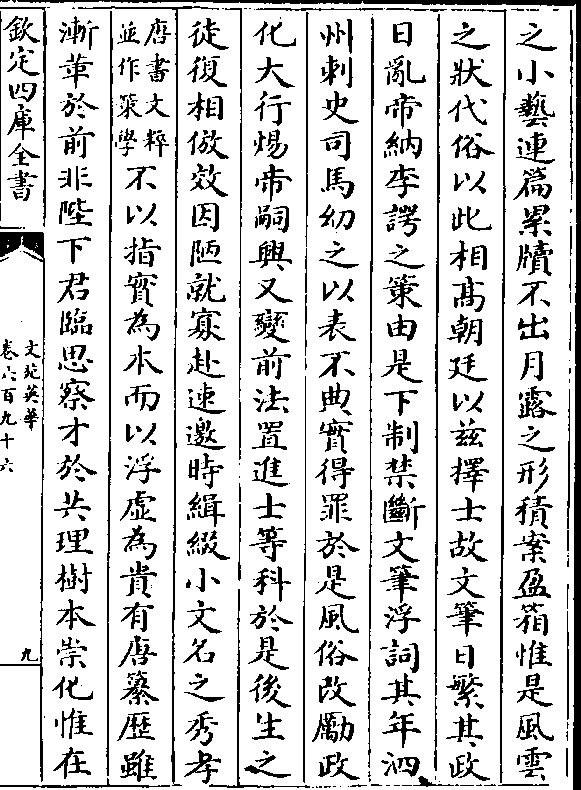 之小藝連篇累牘不出月露之形積案盈箱惟是風雲
之狀代俗以此相髙朝廷以兹擇士故文筆日繁其政
日亂帝納李諤之策由是下制禁斷文筆浮詞其年泗
州刺史司馬幼之以表不典實得罪於是風俗改勵政
化大行煬帝嗣興又變前法置進士等科於是後生之
徒復相倣效因陋就寡赴速邀時緝綴小文名之秀孝
唐書文粹
並作策學
不以指實為本而以浮虚為貴有唐纂歴雖
漸革於前非陛下君臨思察才於共理樹本崇化惟在
欽定四庫全書
文苑英華
卷六百九十六
九